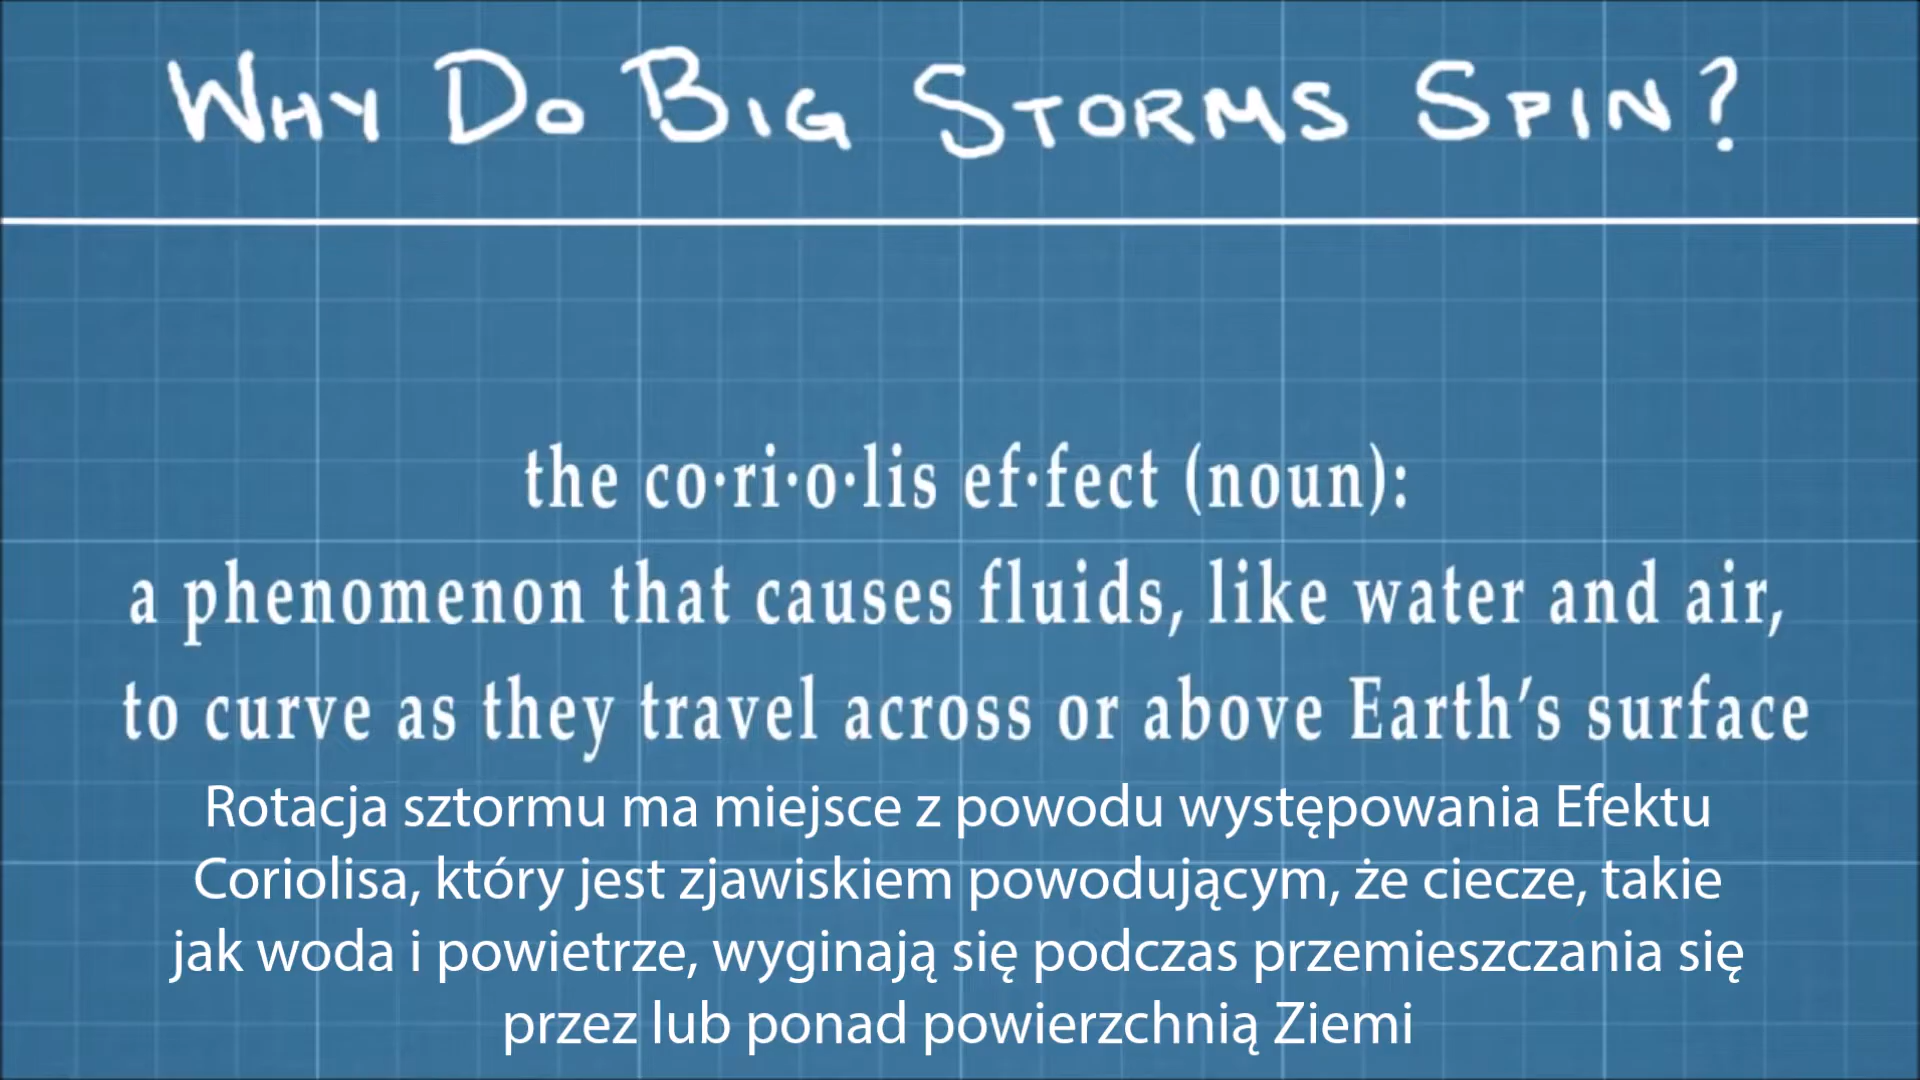 WHY DO BIG STORMS SPIN?
the co·ri·o·lis ef·fect (noun):
a phenomenon that causes fluids, like water and air,
to curve as they travel across or above Earth’s surface
Rotacja sztormu ma miejsce z powodu występowania Efektu
Coriolisa, który jest zjawiskiem powodującym, że ciecze, takie
jak woda i powietrze, wyginają się podczas przemieszczania się
przez lub ponad powierzchnią Ziemi